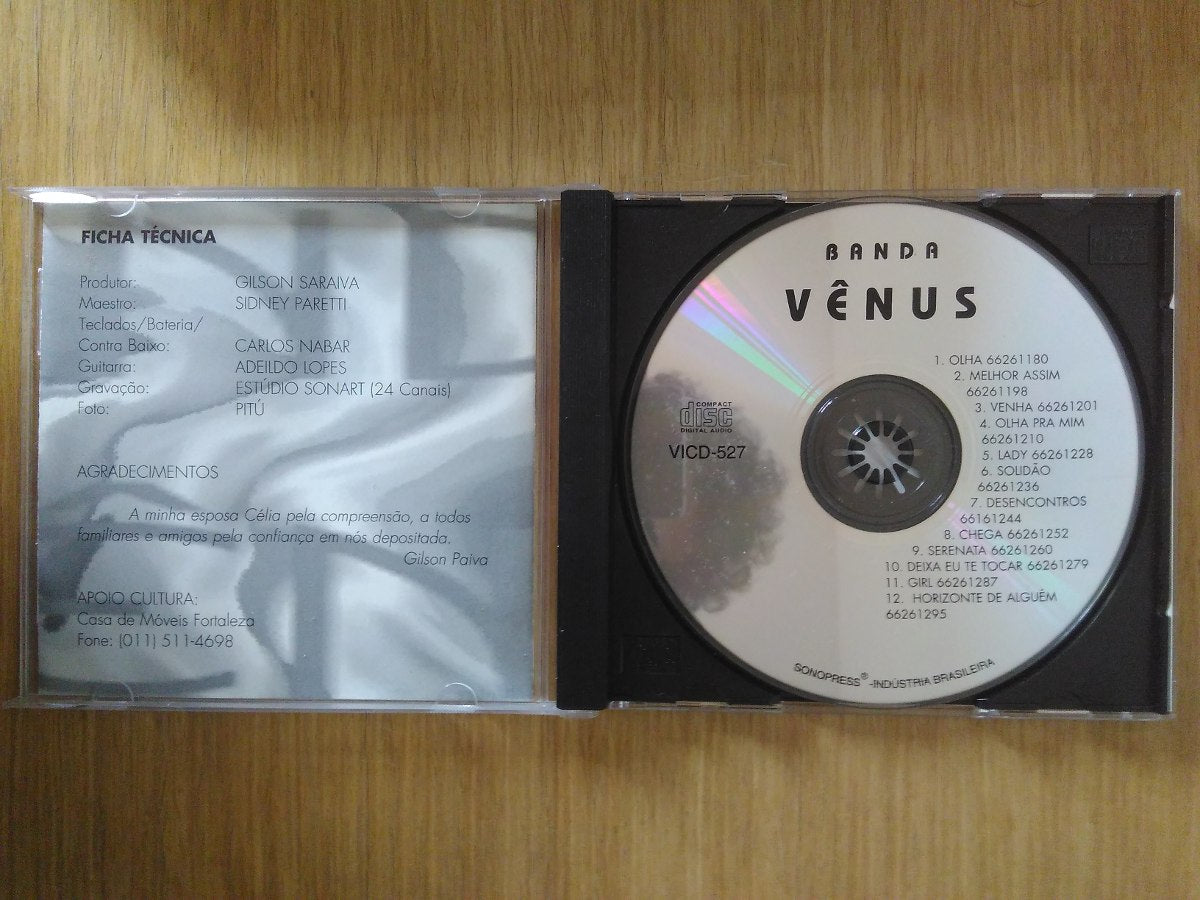 FICHA TÉCNICA
Produtor: GILSON SARAIVA
Maestro: SIDNEY PARETTI
Teclados/Bateria/
Contra Baixo: CARLOS NABAR
Guitarra: ADEILDO LOPES
Gravação: ESTÚDIO SONART (24 Canais)
Foto: PITÚ
AGRADECIMENTOS
A minha esposa Célia pela compreensão, a todos
familiares e amigos pela confiança em nós depositada.
Gilson Paiva
APOIO CULTURA:
Casa de Móveis Fortaleza
Fone: (011) 511-4698
BANDA
VÊNUS
1. OLHA 66261180
2. MELHOR ASSIM
66261198
3. VENHA 66261201
4. OLHA PRA MIM
66261210
5. LADY 66261228
6. SOLIDÃO
66261236
7. DESENCONTROS
66161244
8. CHEGA 66261252
9. SERENATA 66261260
10. DEIXA EU TE TOCAR 66261279
11. GIRL 66261287
12. HORIZONTE DE ALGUÉM
66261295
COMPACT
disc
DIGITAL AUDIO
VICD-527
SONOPRESS® -INDÚSTRIA BRASILEIRA